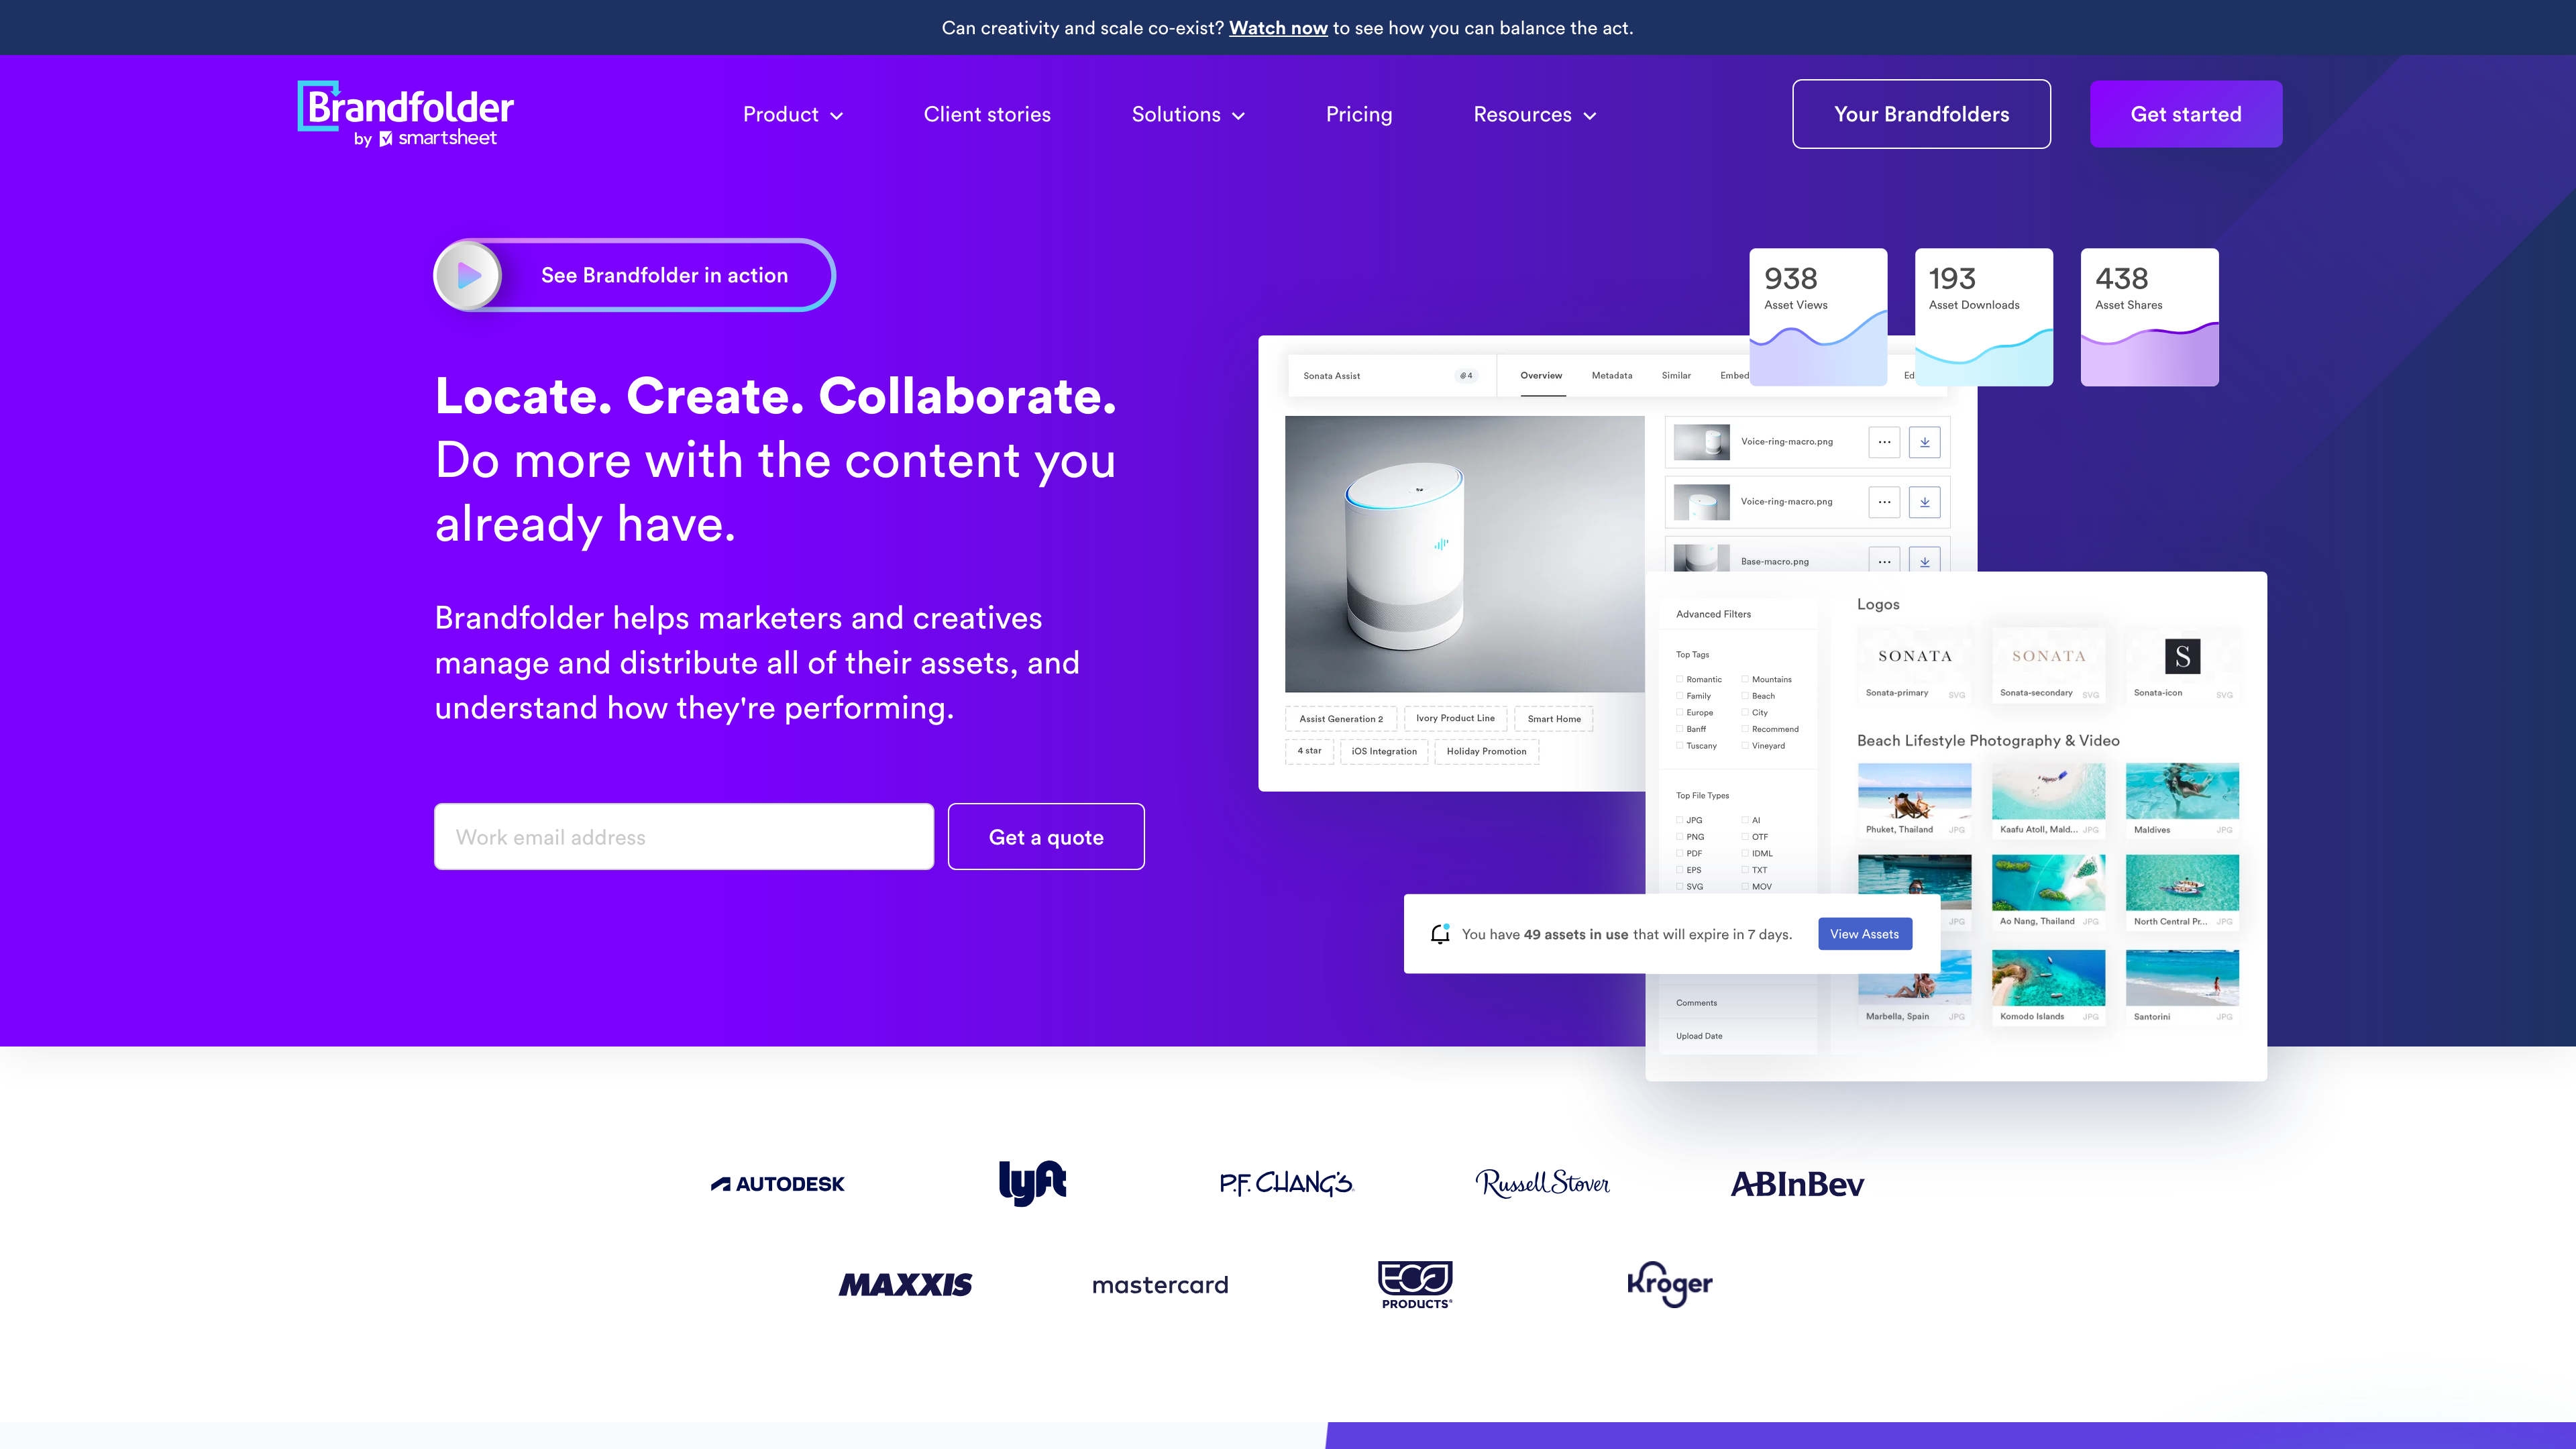 Can creativity and scale co-exist? Watch now to see how you can balance the act.
Brandfolder
by smartsheet
Product
Client stories
Solutions
Pricing
Resources
Your Brandfolders
Get started
See Brandfolder in action
Locate. Create. Collaborate.
Do more with the content you
already have.
Brandfolder helps marketers and creatives
manage and distribute all of their assets, and
understand how they're performing.
Work email address
Get a quote
938
Asset Views
193
Asset Downloads
438
Asset Shares
Sonata Assist
4
Overview
Metadata
Similar
Embed
Ed
Voice-ring-macro.png
Voice-ring-macro.png
Base-macro.png
Assist Generation 2
Ivory Product Line
Smart Home
4 star
iOS Integration
Holiday Promotion
Advanced Filters
Top Tags
Romantic
Mountains
Family
Beach
Europe
City
Banff
Recommend
Tuscany
Vineyard
Top File Types
JPG
AI
PNG
OTF
PDF
IDML
EPS
TXT
SVG
MOV
Comments
Upload Date
Logos
SONATA
Sonata-primary SVG
SONATA
Sonata-secondary SVG
S
Sonata-icon SVG
Beach Lifestyle Photography & Video
Phuket, Thailand JPG
Kaafu Atoll, Mald... JPG
Maldives JPG
JPG
Ao Nang, Thailand JPG
North Central Pr... JPG
Marbella, Spain JPG
Komodo Islands JPG
Santorini JPG
You have 49 assets in use that will expire in 7 days.
View Assets
AUTODESK
lyft
P.F. CHANG'S
Russell Stover
ABInBev
MAXXIS
mastercard
ECO
PRODUCTS
Kroger